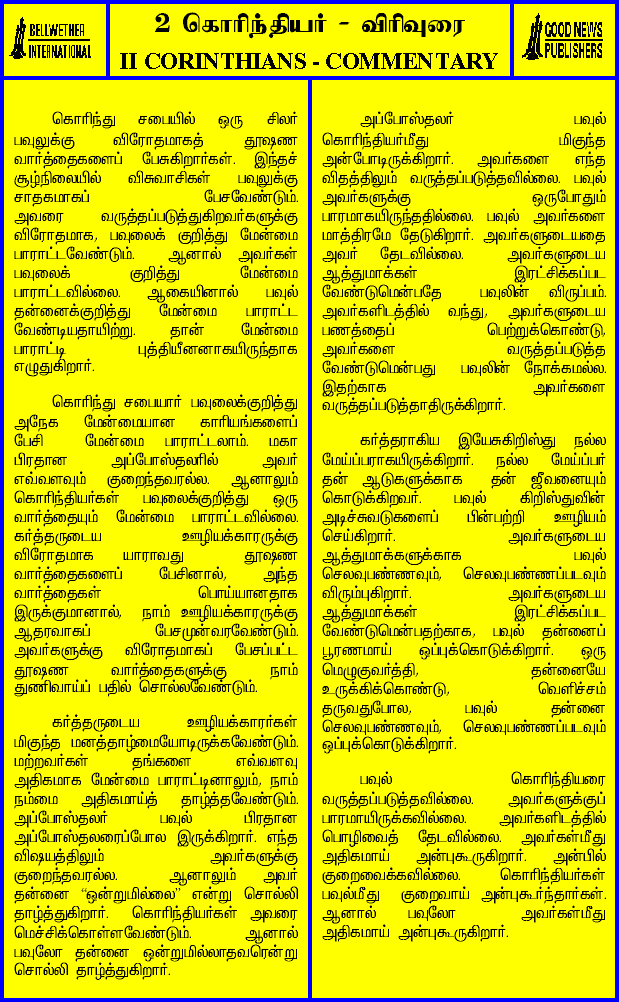 BELLWETHER
INTERNATIONAL
2 கொரிந்தியர் - விரிவுரை
II CORINTHIANS - COMMENTARY
GOOD NEWS
PUBLISHERS
கொரிந்து சபையில் ஒரு சிலர்
பவுலுக்கு விரோதமாகத் தூஷண
வார்த்தைகளைப் பேசுகிறார்கள். இந்தச்
சூழ்நிலையில் விசுவாசிகள் பவுலுக்கு
சாதகமாகப் பேசவேண்டும்.
அவரை வருத்தப்படுத்துகிறவர்களுக்கு
விரோதமாக, பவுலைக் குறித்து மேன்மை
பாராட்டவேண்டும். ஆனால் அவர்கள்
பவுலைக் குறித்து மேன்மை
பாராட்டவில்லை. ஆகையினால் பவுல்
தன்னைக்குறித்து மேன்மை பாராட்ட
வேண்டியதாயிற்று. தான் மேன்மை
பாராட்டி புத்தியீனனாகயிருந்தாக
எழுதுகிறார்.
கொரிந்து சபையார் பவுலைக்குறித்து
அநேக மேன்மையான காரியங்களைப்
பேசி மேன்மை பாராட்டலாம். மகா
பிரதான அப்போஸ்தலரில் அவர்
எவ்வளவும் குறைந்தவரல்ல. ஆனாலும்
கொரிந்தியர்கள் பவுலைக்குறித்து ஒரு
வார்த்தையும் மேன்மை பாராட்டவில்லை.
கர்த்தருடைய ஊழியக்காரருக்கு
விரோதமாக யாராவது தூஷண
வார்த்தைகளைப் பேசினால், அந்த
வார்த்தைகள் பொய்யானதாக
இருக்குமானால், நாம் ஊழியக்காரருக்கு
ஆதரவாகப் பேசமுன்வரவேண்டும்.
அவர்களுக்கு விரோதமாகப் பேசப்பட்ட
தூஷண வார்த்தைகளுக்கு நாம்
துணிவாய்ப் பதில் சொல்லவேண்டும்.
கர்த்தருடைய ஊழியக்காரர்கள்
மிகுந்த மனத்தாழ்மையோடிருக்கவேண்டும்.
மற்றவர்கள் தங்களை எவ்வளவு
அதிகமாக மேன்மை பாராட்டினாலும், நாம்
நம்மை அதிகமாய்த் தாழ்த்தவேண்டும்.
அப்போஸ்தலர் பவுல் பிரதான
அப்போஸ்தலரைப்போல இருக்கிறார். எந்த
விஷயத்திலும் அவர்களுக்கு
குறைந்தவரல்ல. ஆனாலும் அவர்
தன்னை “ஒன்றுமில்லை” என்று சொல்லி
தாழ்த்துகிறார். கொரிந்தியர்கள் அவரை
மெச்சிக்கொள்ளவேண்டும். ஆனால்
பவுலோ தன்னை ஒன்றுமில்லாதவரென்று
சொல்லி தாழ்த்துகிறார்.
அப்போஸ்தலர் பவுல்
கொரிந்தியர்மீது மிகுந்த
அன்போடிருக்கிறார். அவர்களை எந்த
விதத்திலும் வருத்தப்படுத்தவில்லை. பவுல்
அவர்களுக்கு ஒருபோதும்
பாரமாகயிருந்ததில்லை. பவுல் அவர்களை
மாத்திரமே தேடுகிறார். அவர்களுடையதை
அவர் தேடவில்லை. அவர்களுடைய
ஆத்துமாக்கள் இரட்சிக்கப்பட
வேண்டுமென்பதே பவுலின் விருப்பம்.
அவர்களிடத்தில் வந்து, அவர்களுடைய
பணத்தைப் பெற்றுக்கொண்டு,
அவர்களை வருத்தப்படுத்த
வேண்டுமென்பது பவுலின் நோக்கமல்ல.
இதற்காக அவர்களை
வருத்தப்படுத்தாதிருக்கிறார்.
கர்த்தராகிய இயேசுகிறிஸ்து நல்ல
மேய்ப்பராகயிருக்கிறார். நல்ல மேய்ப்பர்
தன் ஆடுகளுக்காக தன் ஜீவனையும்
கொடுக்கிறவர். பவுல் கிறிஸ்துவின்
அடிச்சுவடுகளைப் பின்பற்றி ஊழியம்
செய்கிறார். அவர்களுடைய
ஆத்துமாக்களுக்காக பவுல்
செலவுபண்ணவும், செலவுபண்ணப்படவும்
விரும்புகிறார். அவர்களுடைய
ஆத்துமாக்கள் இரட்சிக்கப்பட
வேண்டுமென்பதற்காக, பவுல் தன்னைப்
பூரணமாய் ஒப்புக்கொடுக்கிறார். ஒரு
மெழுகுவர்த்தி, தன்னையே
உருக்கிக்கொண்டு, வெளிச்சம்
தருவதுபோல, பவுல் தன்னை
செலவுபண்ணவும், செலவுபண்ணப்படவும்
ஒப்புக்கொடுக்கிறார்.
பவுல் கொரிந்தியரை
வருத்தப்படுத்தவில்லை. அவர்களுக்குப்
பாரமாயிருக்கவில்லை. அவர்களிடத்தில்
பொழிவைத் தேடவில்லை. அவர்கள்மீது
அதிகமாய் அன்புகூருகிறார். அன்பில்
குறைவைக்கவில்லை. கொரிந்தியர்கள்
பவுல்மீது குறைவாய் அன்புகூர்ந்தார்கள்.
ஆனால் பவுலோ அவர்கள்மீது
அதிகமாய் அன்புகூருகிறார்.